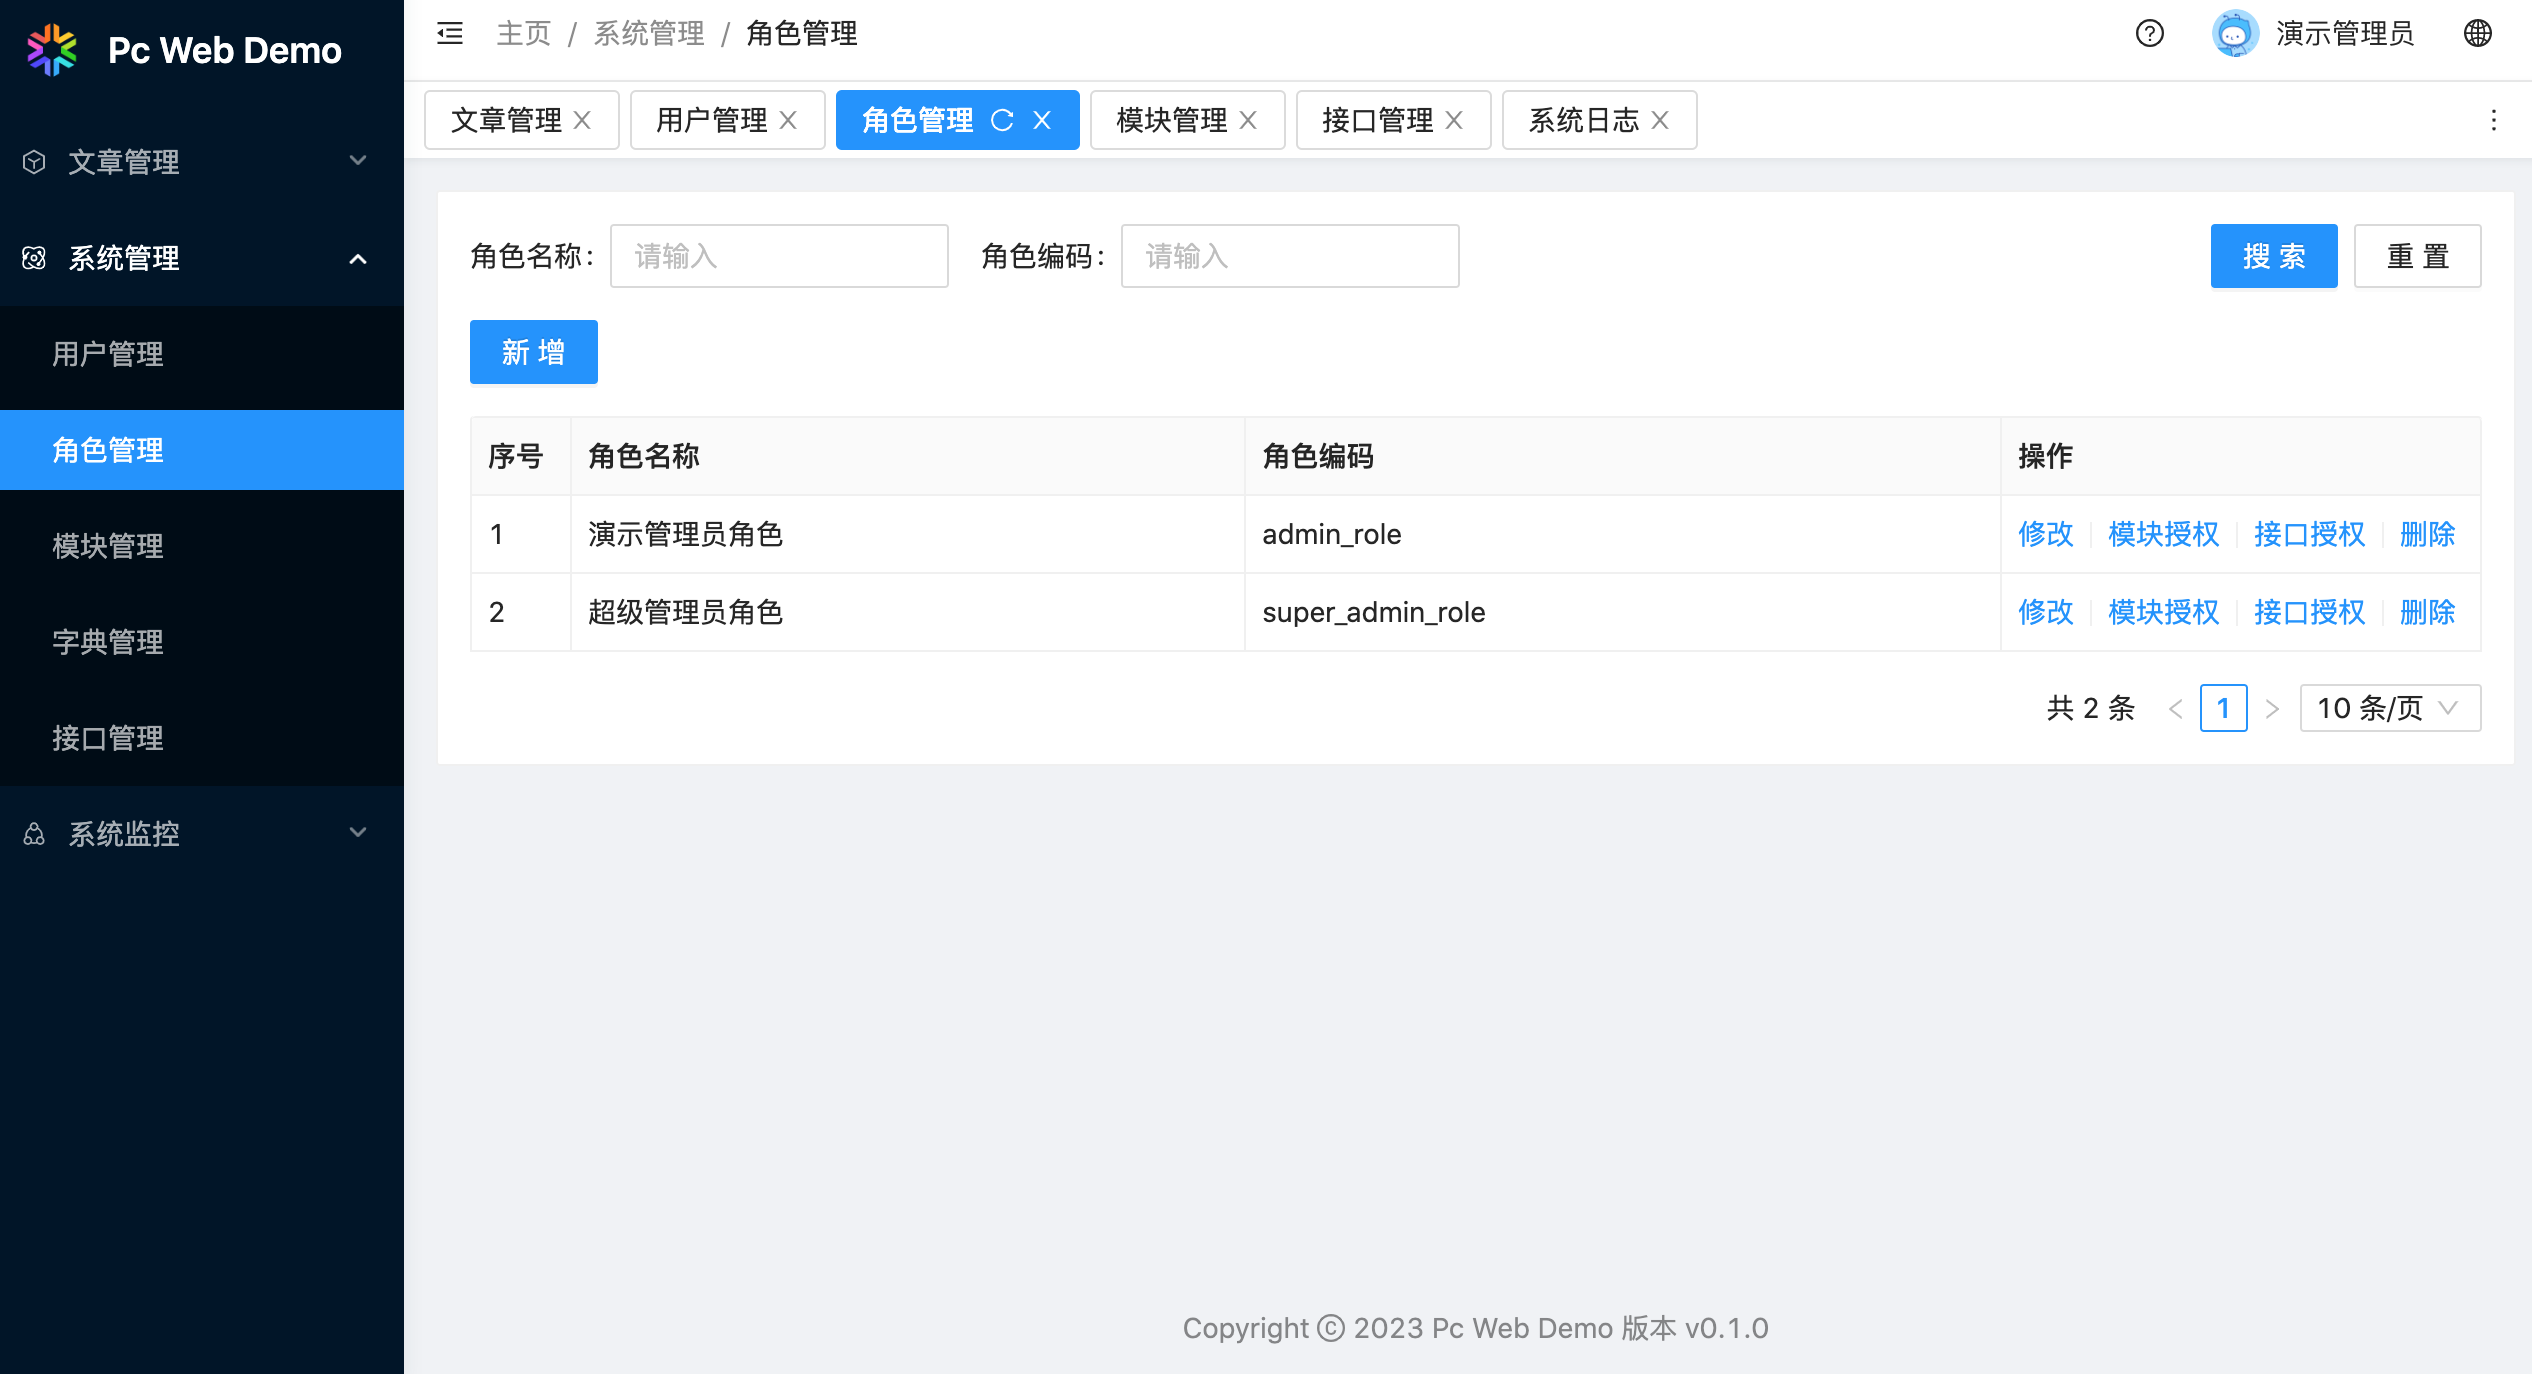 Pc Web Demo
文章管理
系统管理
用户管理
角色管理
模块管理
字典管理
接口管理
系统监控
主页 / 系统管理 / 角色管理
演示管理员
文章管理 用户管理 角色管理 模块管理 接口管理 系统日志
角色名称: 请输入 角色编码: 请输入 搜 索 重 置
新 增
序号 角色名称 角色编码 操作
1 演示管理员角色 admin_role 修改 模块授权 接口授权 删除
2 超级管理员角色 super_admin_role 修改 模块授权 接口授权 删除
共 2 条 < 1 > 10 条/页
Copyright © 2023 Pc Web Demo 版本 v0.1.0